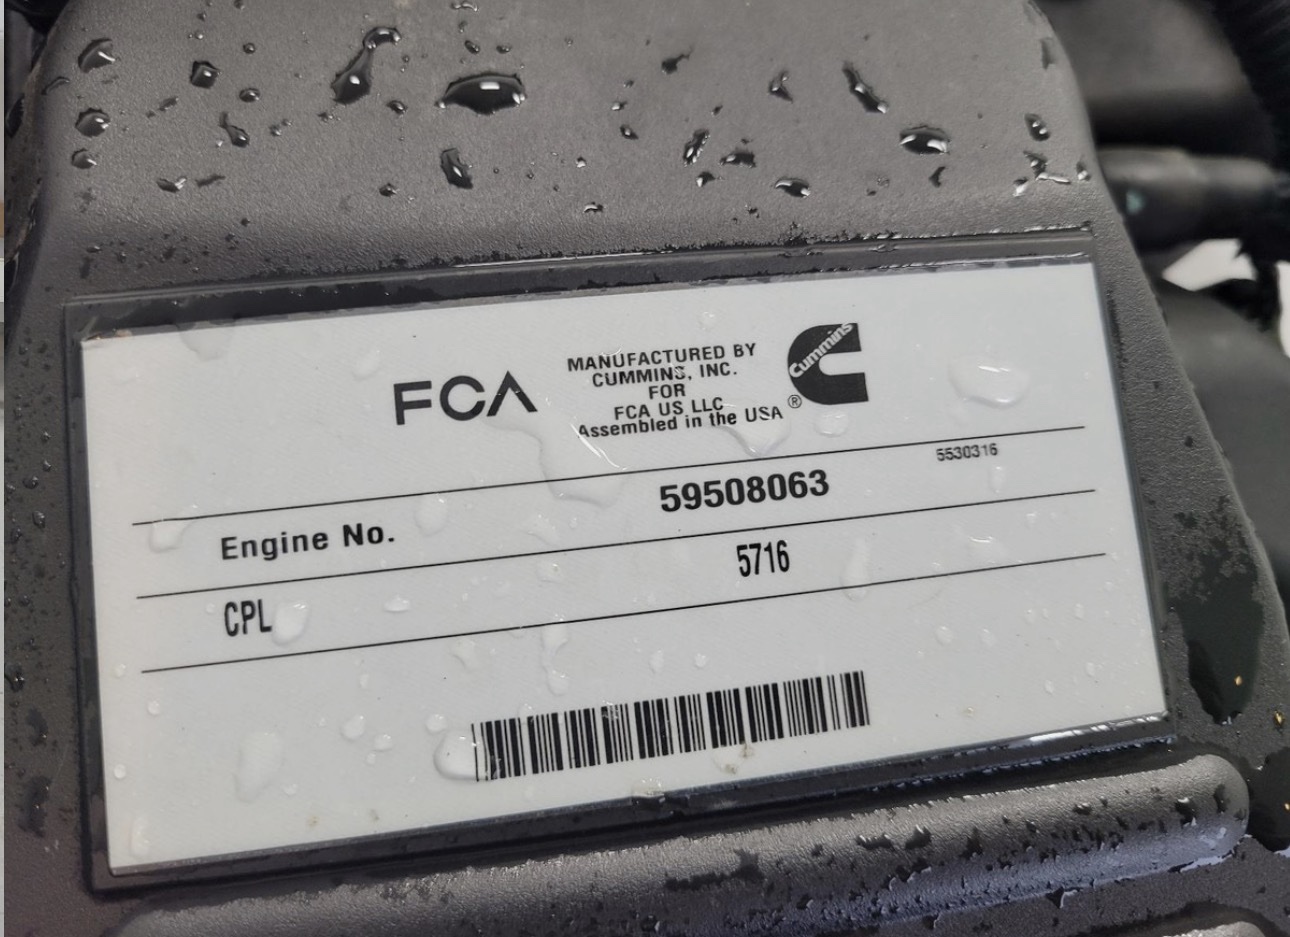 FCA
MANUFACTURED BY
CUMMINS, INC.
FOR
FCA US LLC
Assembled in the USA
Cummins
®
5530316
Engine No. 59508063
CPL 5716